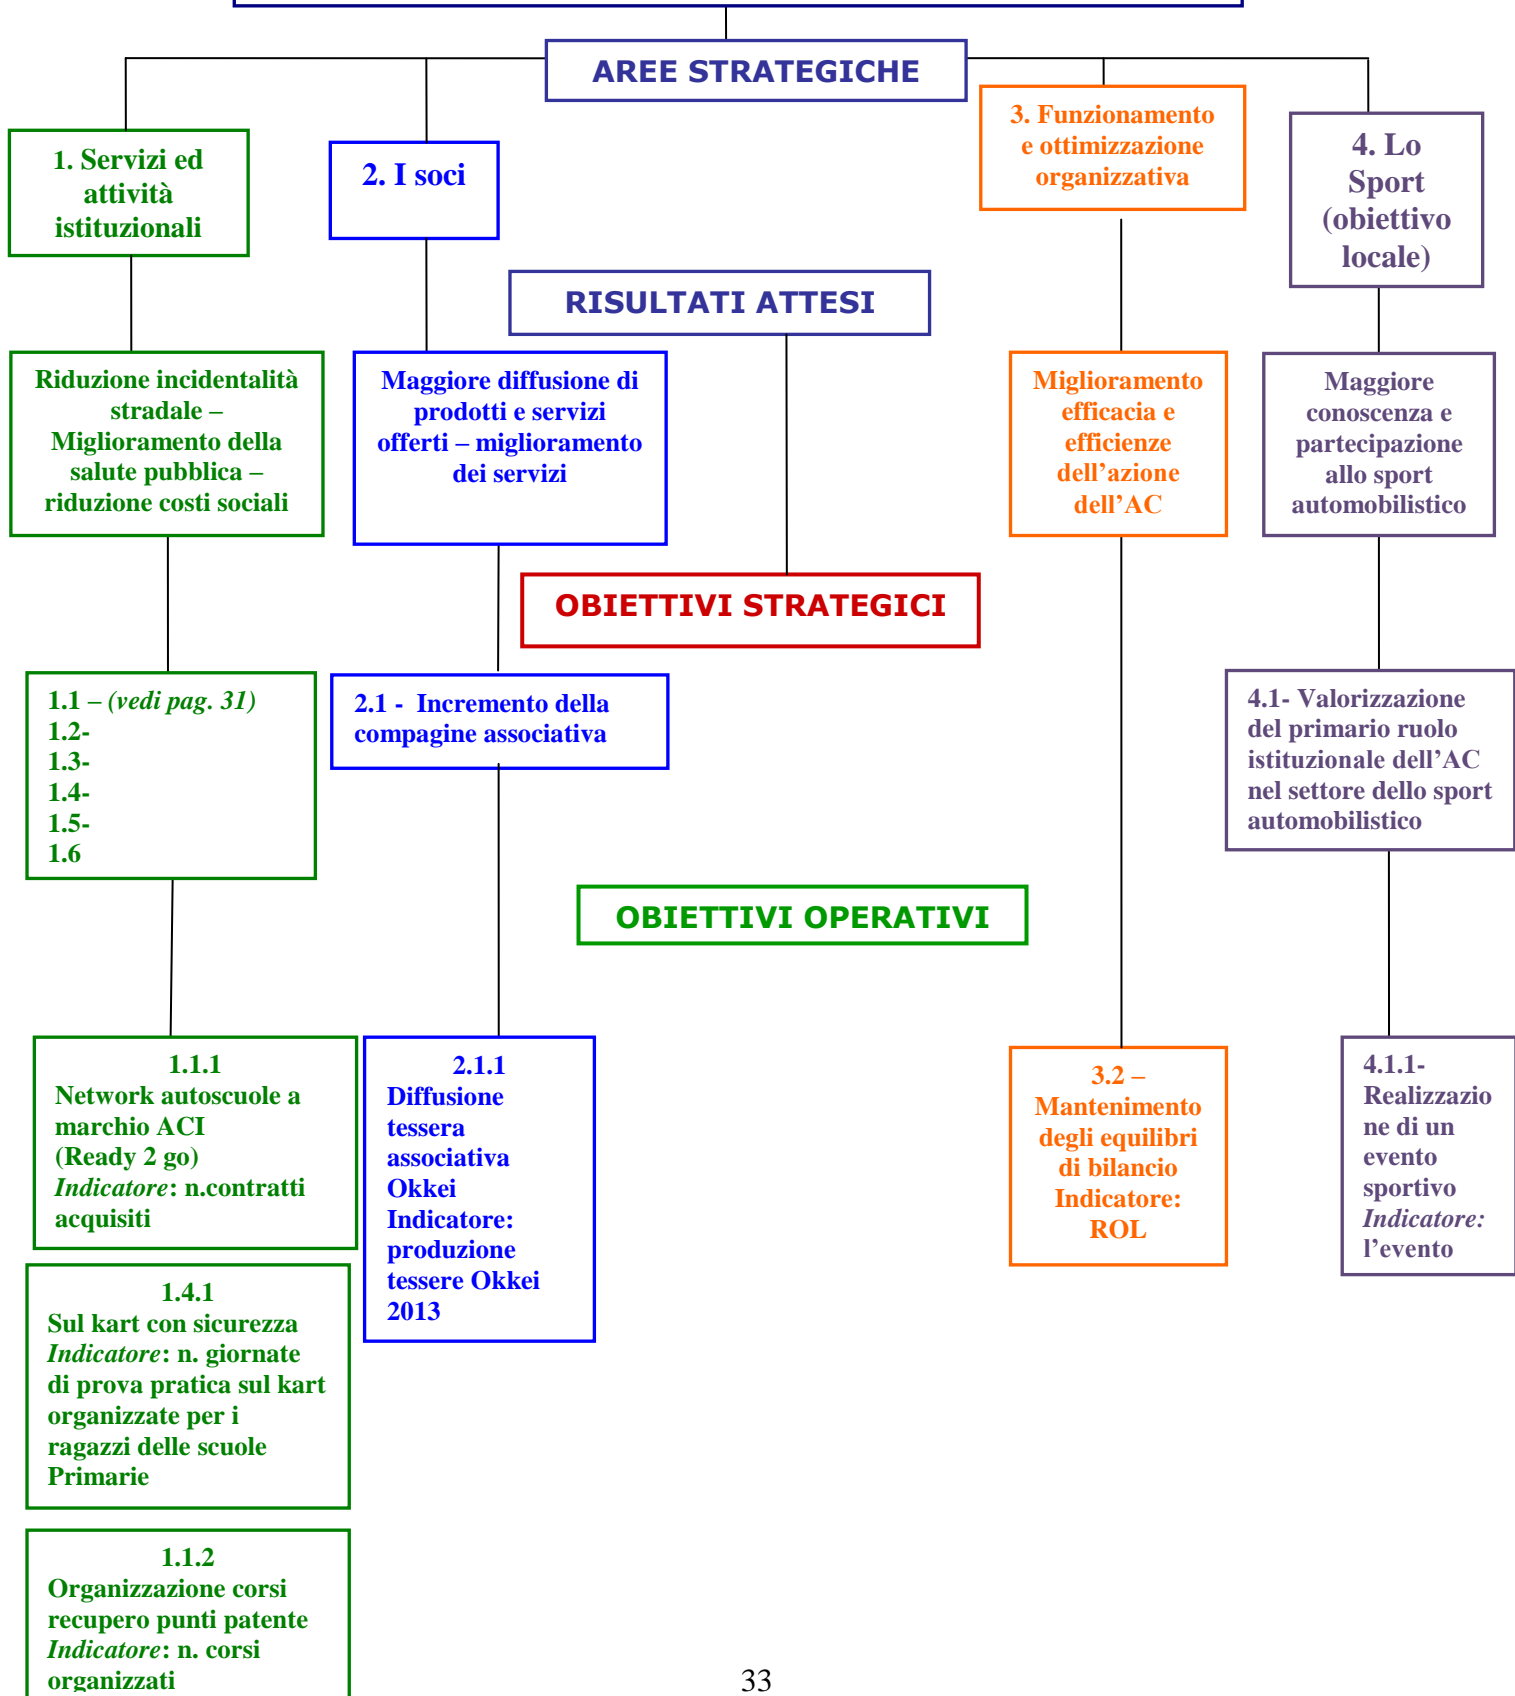 AREE STRATEGICHE
1. Servizi ed
attività
istituzionali
2. I soci
3. Funzionamento
e ottimizzazione
organizzativa
4. Lo
Sport
(obiettivo
locale)
RISULTATI ATTESI
Riduzione incidentalità
stradale –
Miglioramento della
salute pubblica –
riduzione costi sociali
Maggiore diffusione di
prodotti e servizi
offerti – miglioramento
dei servizi
Miglioramento
efficacia e
efficienze
dell’azione
dell’AC
Maggiore
conoscenza e
partecipazione
allo sport
automobilistico
OBIETTIVI STRATEGICI
1.1 – (vedi pag. 31)
1.2-
1.3-
1.4-
1.5-
1.6
2.1 - Incremento della
compagine associativa
4.1- Valorizzazione
del primario ruolo
istituzionale dell’AC
nel settore dello sport
automobilistico
OBIETTIVI OPERATIVI
1.1.1
Network autoscuole a
marchio ACI
(Ready 2 go)
Indicatore: n.contratti
acquisiti
2.1.1
Diffusione
tessera
associativa
Okkei
Indicatore:
produzione
tessere Okkei
2013
3.2 –
Mantenimento
degli equilibri
di bilancio
Indicatore:
ROL
4.1.1-
Realizzazio
ne di un
evento
sportivo
Indicatore:
l’evento
1.4.1
Sul kart con sicurezza
Indicatore: n. giornate
di prova pratica sul kart
organizzate per i
ragazzi delle scuole
Primarie
1.1.2
Organizzazione corsi
recupero punti patente
Indicatore: n. corsi
organizzati
33